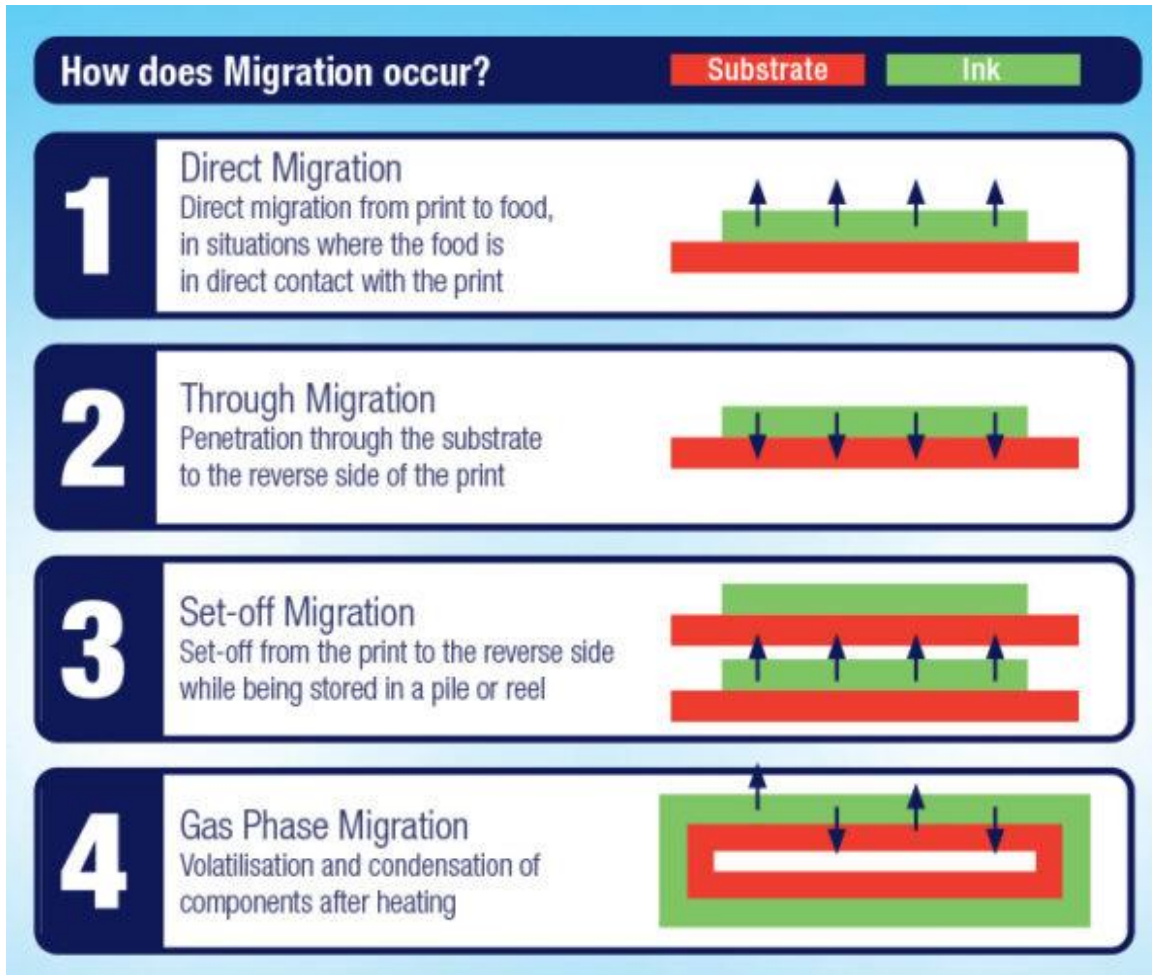 How does Migration occur?
Substrate
Ink
1
Direct Migration
Direct migration from print to food,
in situations where the food is
in direct contact with the print
2
Through Migration
Penetration through the substrate
to the reverse side of the print
3
Set-off Migration
Set-off from the print to the reverse side
while being stored in a pile or reel
4
Gas Phase Migration
Volatilisation and condensation of
components after heating